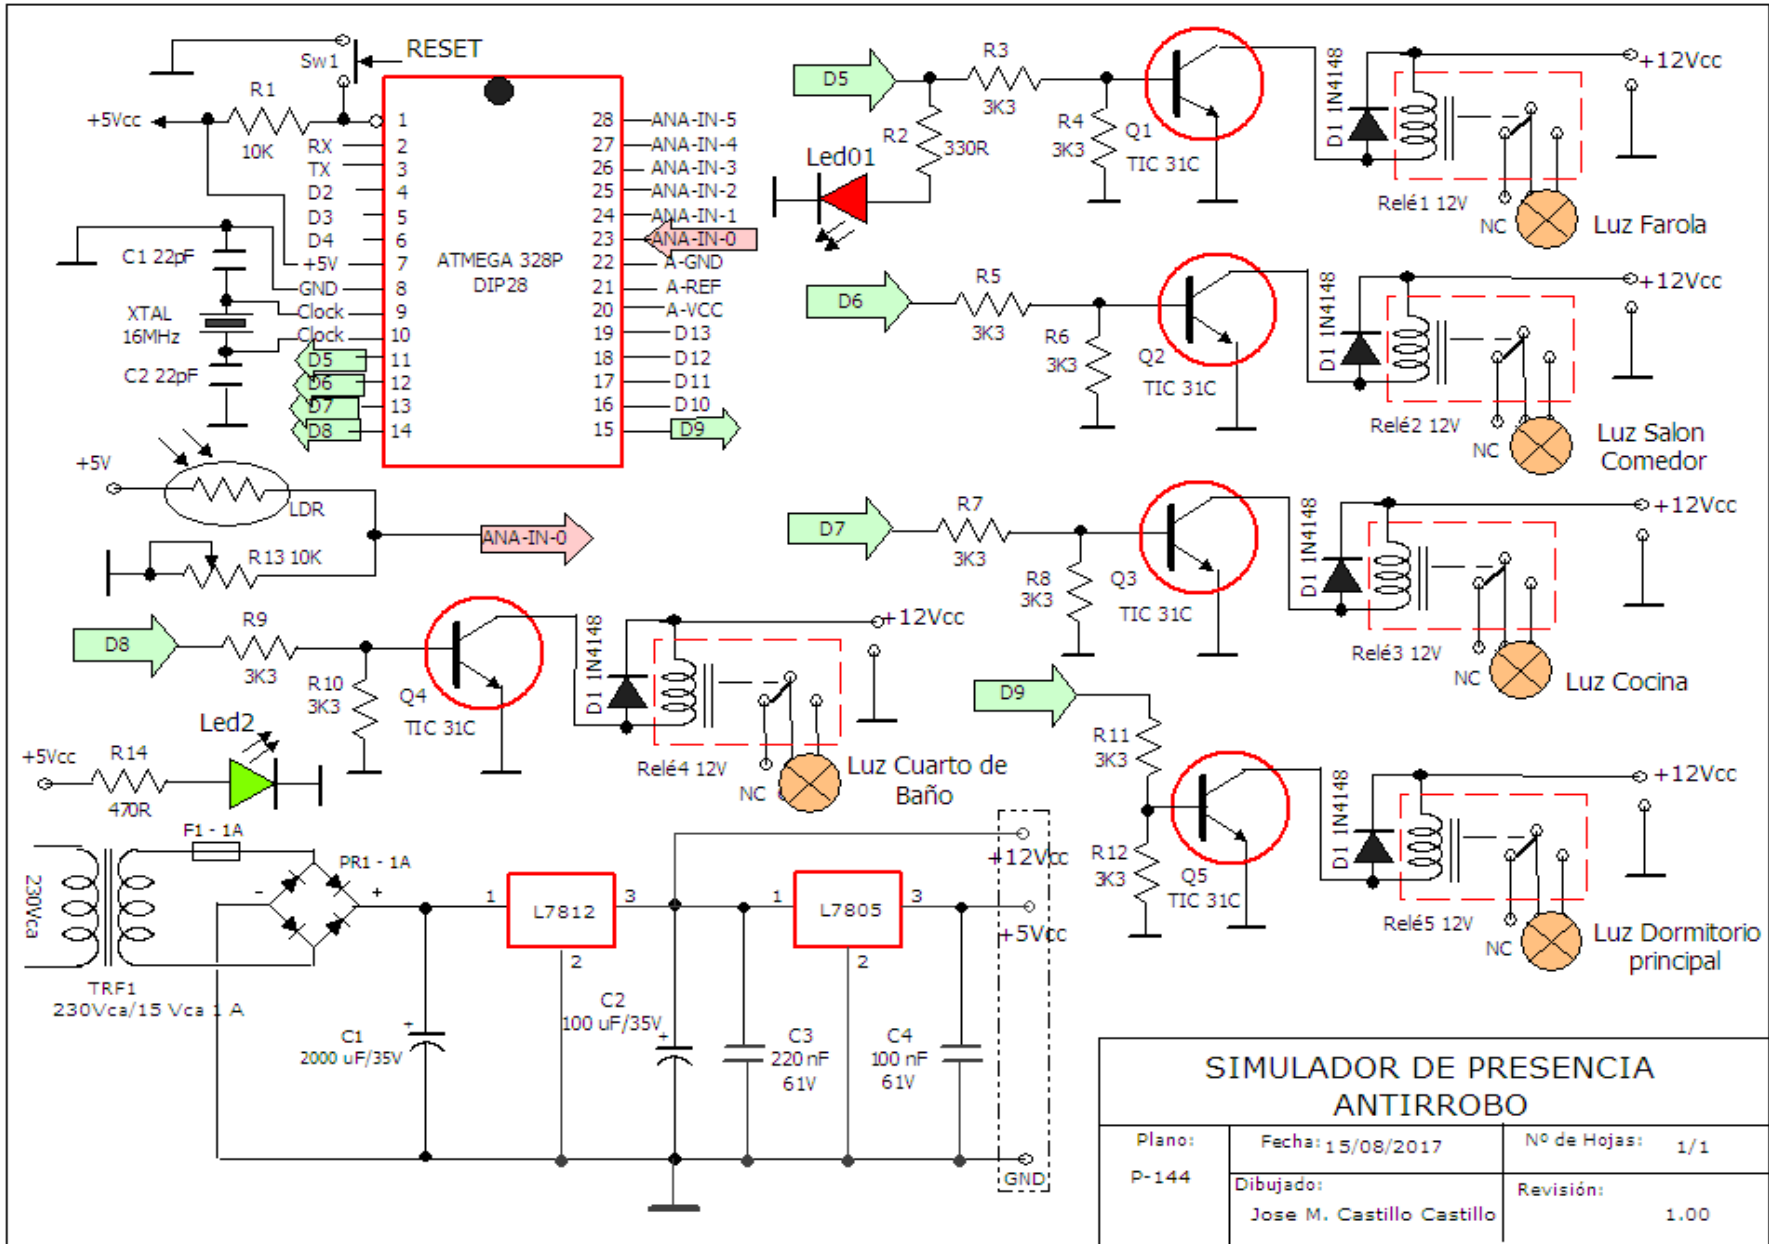 RESET
Sw1
R1
10K
+5Vcc
RX
TX
D2
D3
D4
+5V
GND
Clock
Clock
D5
D6
D7
D8
1
2
3
4
5
6
7
8
9
10
11
12
13
14
ATMEGA 328P
DIP28
28
27
26
25
24
23
22
21
20
19
18
17
16
15
ANA-IN-5
ANA-IN-4
ANA-IN-3
ANA-IN-2
ANA-IN-1
ANA-IN-0
A-GND
A-REF
A-VCC
D13
D12
D11
D10
D9
C1 22pF
XTAL
16MHz
C2 22pF
+5V
LDR
R13 10K
ANA-IN-0
D5
R3
3K3
R2
330R
Led01
R4
3K3
Q1
TIC 31C
D1 1N4148
+12Vcc
Relé1 12V
NC
Luz Farola
D6
R5
3K3
R6
3K3
Q2
TIC 31C
D1 1N4148
+12Vcc
Relé2 12V
NC
Luz Salon
Comedor
D7
R7
3K3
R8
3K3
Q3
TIC 31C
D1 1N4148
+12Vcc
Relé3 12V
NC
Luz Cocina
D8
R9
3K3
R10
3K3
Q4
TIC 31C
D1 1N4148
+12Vcc
Relé4 12V
NC
Luz Cuarto de
Baño
D9
R11
3K3
R12
3K3
Q5
TIC 31C
D1 1N4148
+12Vcc
Relé5 12V
NC
Luz Dormitorio
principal
Led2
+5Vcc
R14
470R
F1 - 1A
PR1 - 1A
-
+
230Vca
TRF1
230Vca/15 Vca 1 A
1
L7812
3
2
1
L7805
3
2
+12Vcc
+5Vcc
GND
C1
2000 uF/35V
+
C2
100 uF/35V
+
C3
220 nF
61V
C4
100 nF
61V
SIMULADOR DE PRESENCIA
ANTIRROBO
Plano:
P-144
Fecha: 15/08/2017
Nº de Hojas: 1/1
Dibujado:
Jose M. Castillo Castillo
Revisión:
1.00